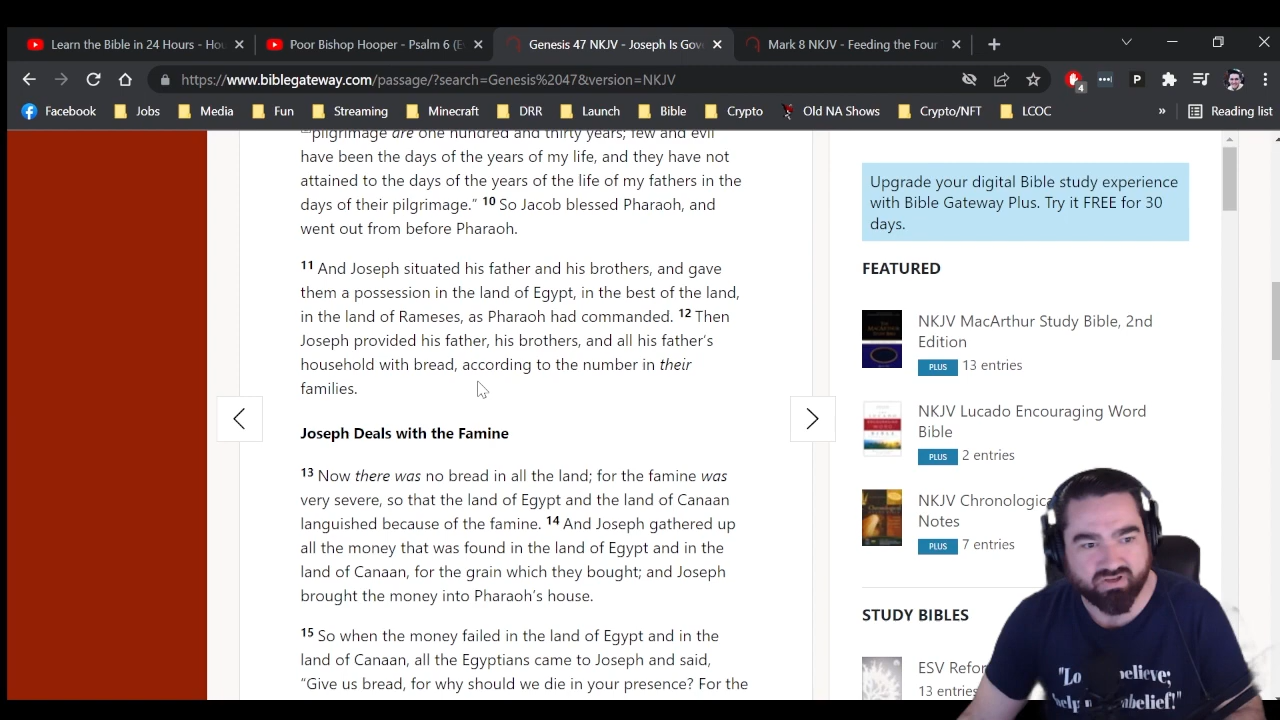 Learn the Bible in 24 Hours - Hou
Poor Bishop Hooper - Psalm 6 (E
Genesis 47 NKJV - Joseph Is Gov
Mark 8 NKJV - Feeding the Four
https://www.biblegateway.com/passage/?search=Genesis%2047&version=NKJV
4
P
Facebook
Jobs
Media
Fun
Streaming
Minecraft
DRR
Launch
Bible
Crypto
Old NA Shows
Crypto/NFT
LCOC
»
Reading list
pilgrimage are one hundred and thirty years; few and evil
have been the days of the years of my life, and they have not
attained to the days of the years of the life of my fathers in the
days of their pilgrimage.” 10 So Jacob blessed Pharaoh, and
went out from before Pharaoh.
11 And Joseph situated his father and his brothers, and gave
them a possession in the land of Egypt, in the best of the land,
in the land of Rameses, as Pharaoh had commanded. 12 Then
Joseph provided his father, his brothers, and all his father’s
household with bread, according to the number in their
families.
Joseph Deals with the Famine
13 Now there was no bread in all the land; for the famine was
very severe, so that the land of Egypt and the land of Canaan
languished because of the famine. 14 And Joseph gathered up
all the money that was found in the land of Egypt and in the
land of Canaan, for the grain which they bought; and Joseph
brought the money into Pharaoh’s house.
15 So when the money failed in the land of Egypt and in the
land of Canaan, all the Egyptians came to Joseph and said,
“Give us bread, for why should we die in your presence? For the
Upgrade your digital Bible study experience
with Bible Gateway Plus. Try it FREE for 30
days.
FEATURED
NKJV MacArthur Study Bible, 2nd
Edition
PLUS 13 entries
NKJV Lucado Encouraging Word
Bible
PLUS 2 entries
NKJV Chronologica
Notes
PLUS 7 entries
STUDY BIBLES
ESV Refo
13 entries
"Lo believe;
help n nbelief!"